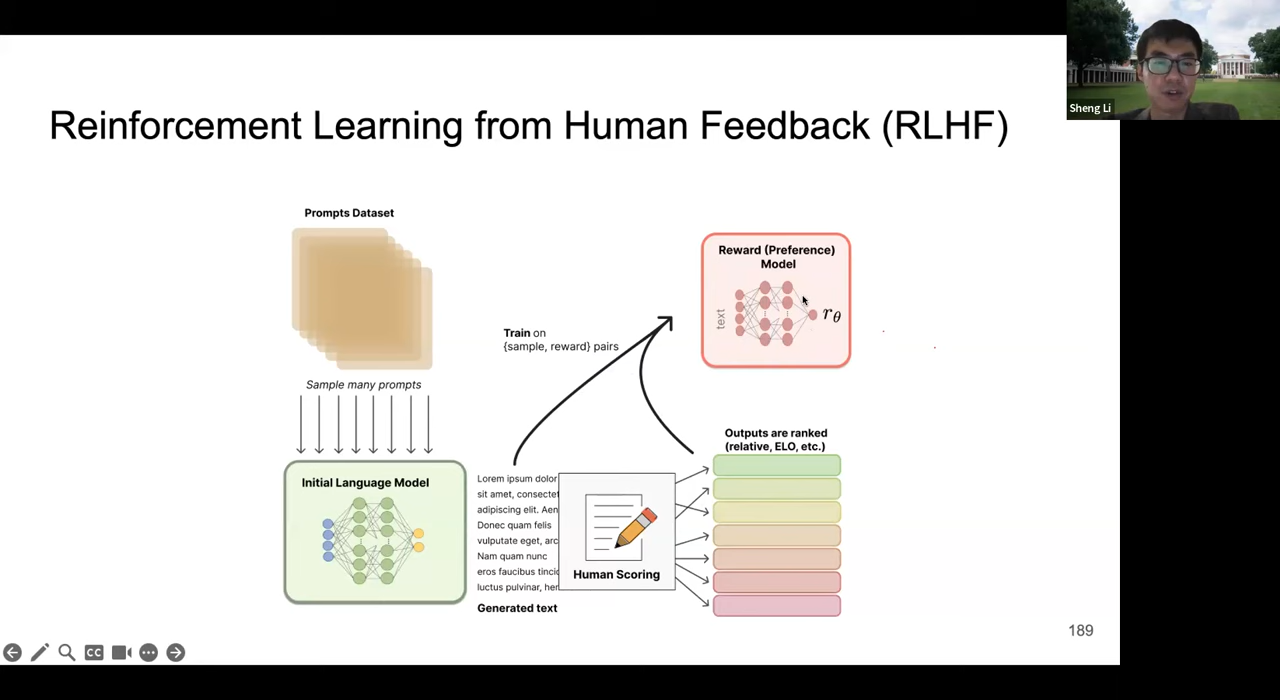 Sheng Li
Reinforcement Learning from Human Feedback (RLHF)
Prompts Dataset
Sample many prompts
Initial Language Model
Train on
{sample, reward} pairs
Reward (Preference)
Model
text
rθ
Lorem ipsum dolor
sit amet, consectet
adipiscing elit. Aen
Donec quam felis
vulputate eget, arc
Nam quam nunc
eros faucibus tincid
luctus pulvinar, her
Generated text
Human Scoring
Outputs are ranked
(relative, ELO, etc.)
189
CC